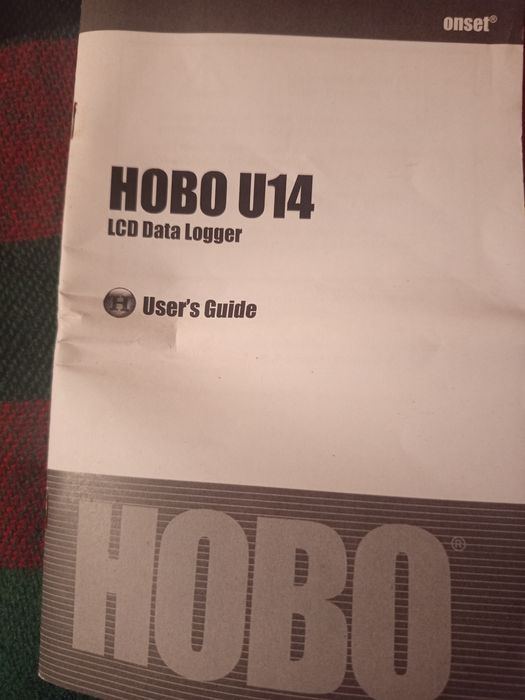 onset®
HOBO U14
LCD Data Logger
H User's Guide
HOBO®